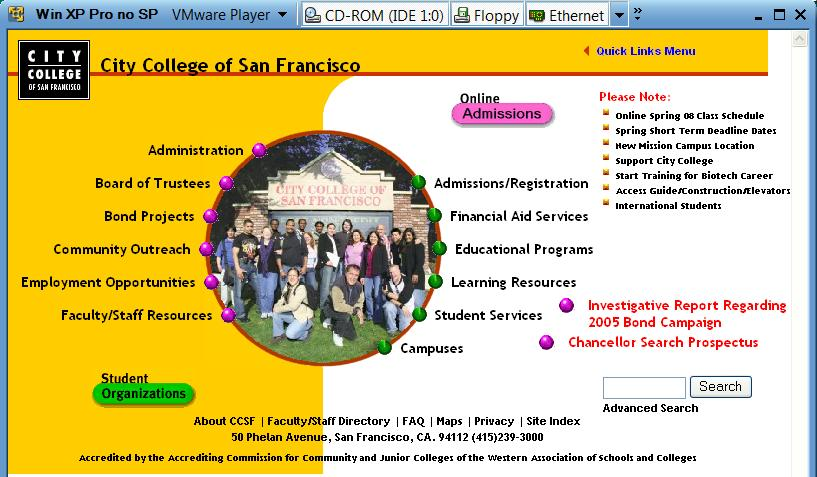 Win XP Pro no SP VMware Player CD-ROM (IDE 1:0) Floppy Ethernet »
CITY
COLLEGE
OF SAN FRANCISCO
City College of San Francisco
Quick Links Menu
Online
Admissions
Please Note:
Online Spring 08 Class Schedule
Spring Short Term Deadline Dates
New Mission Campus Location
Support City College
Start Training for Biotech Career
Access Guide/Construction/Elevators
International Students
Administration
Board of Trustees
Bond Projects
Community Outreach
Employment Opportunities
Faculty/Staff Resources
CITY COLLEGE OF
SAN FRANCISCO
Admissions/Registration
Financial Aid Services
Educational Programs
Learning Resources
Student Services
Campuses
Investigative Report Regarding
2005 Bond Campaign
Chancellor Search Prospectus
Student
Organizations
Search
Advanced Search
About CCSF | Faculty/Staff Directory | FAQ | Maps | Privacy | Site Index
50 Phelan Avenue, San Francisco, CA. 94112 (415)239-3000
Accredited by the Accrediting Commission for Community and Junior Colleges of the Western Association of Schools and Colleges